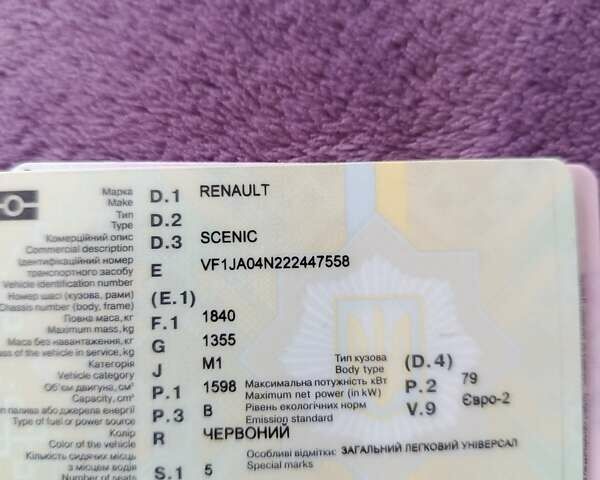 Марка D.1 RENAULT
Make
Тип D.2
Type
Комерційний опис D.3 SCENIC
Commercial description
Ідентифікаційний номер
транспортного засобу E VF1JA04N222447558
Vehicle identification number
Номер шасі (кузова, рами) (E.1)
Chassis number (body, frame)
Повна маса, кг F.1 1840
Maximum mass, kg
Маса без навантаження, кг G 1355
of the vehicle in service, kg
Категорія J M1 Тип кузова (D.4)
Vehicle category Body type
Об'єм двигуна, см³ P.1 1598 Максимальна потужність кВт P.2 79
Capacity, cm³ Maximum net power (in kW)
палива або джерела енергії P.3 B Рівень екологічних норм V.9 Євро-2
Type of fuel or power source Emission standard
Колір R ЧЕРВОНИЙ
Color of the vehicle Особливі відмітки: ЗАГАЛЬНИЙ ЛЕГКОВИЙ УНІВЕРСАЛ
Кількість сидячих місць Special marks
з місцем водія S.1 5
Number of seats